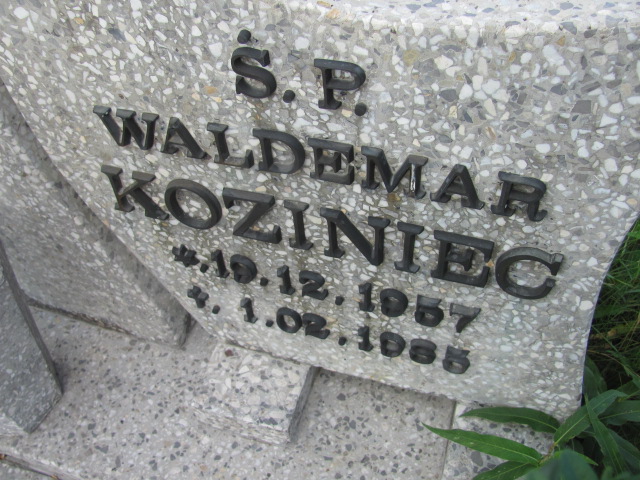 Ś.P.
WALDEMAR
KOZINIEC
*.19.12.1957
+.1.02.1985